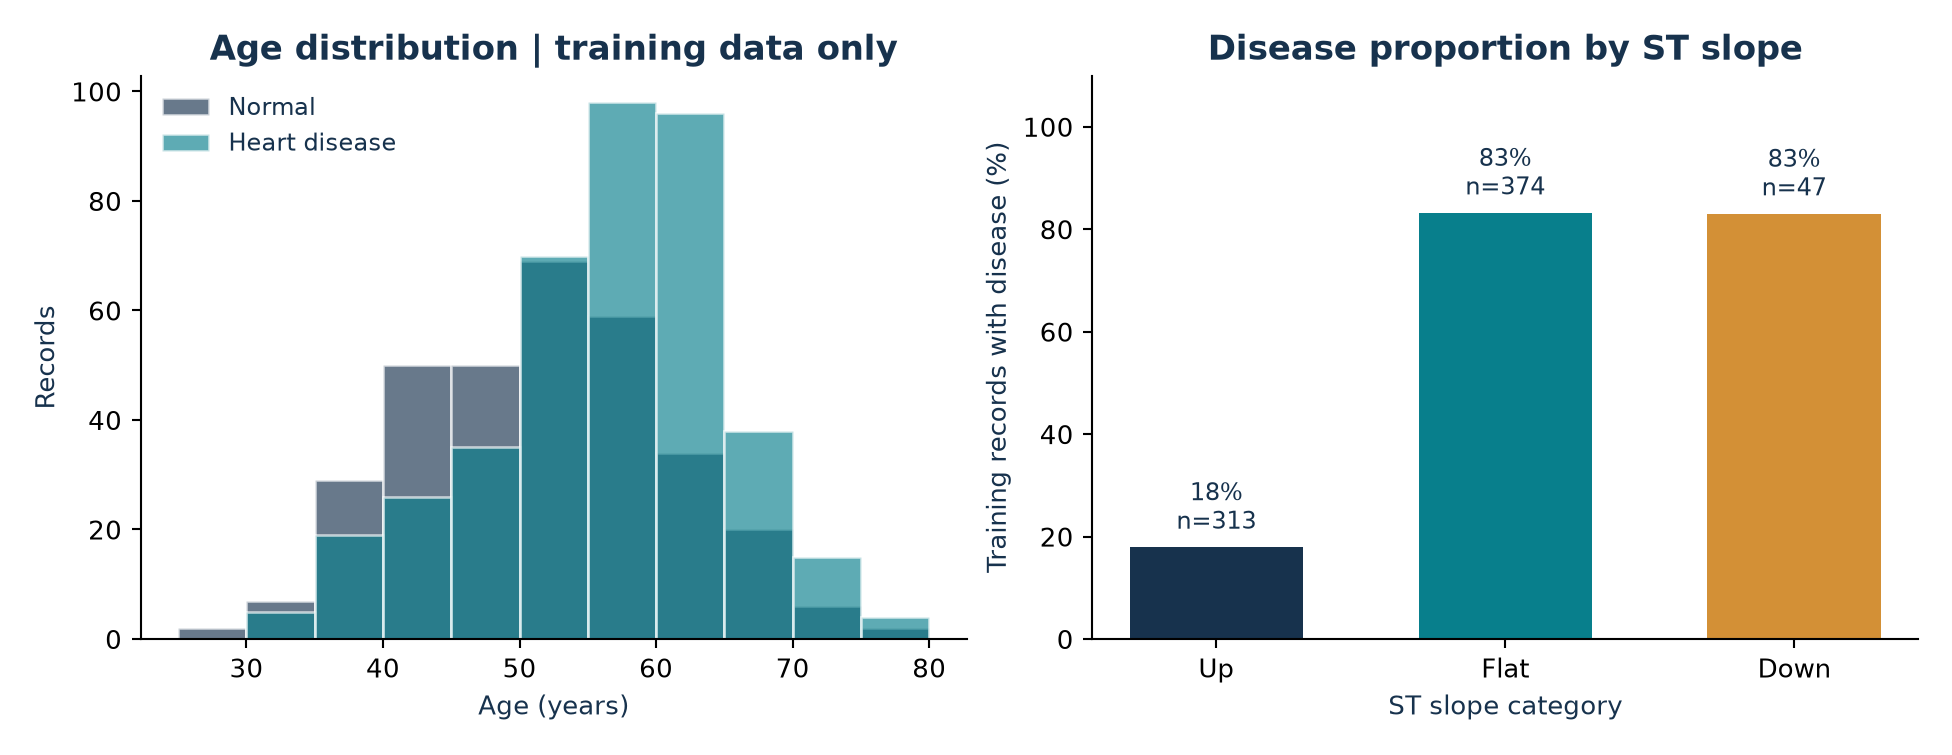 Age distribution | training data only
Normal
Heart disease
100
80
60
40
20
0
Records
30 40 50 60 70 80
Age (years)
Disease proportion by ST slope
100
80
60
40
20
0
Training records with disease (%)
18%
n=313
83%
n=374
83%
n=47
Up Flat Down
ST slope category